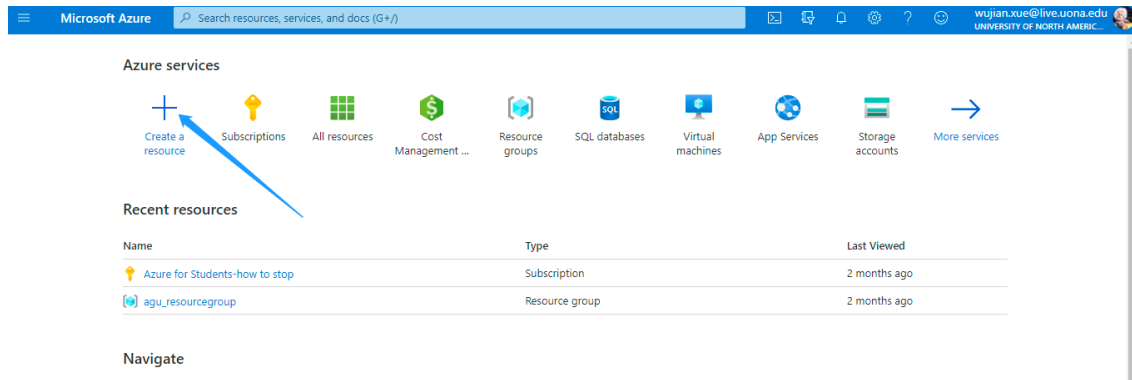 Microsoft Azure
Search resources, services, and docs (G+/)
wujian.xue@live.uona.edu
UNIVERSITY OF NORTH AMERIC...
Azure services
Create a resource
Subscriptions
All resources
Cost Management ...
Resource groups
SQL
SQL databases
Virtual machines
App Services
Storage accounts
More services
Recent resources
Name Type Last Viewed
Azure for Students-how to stop Subscription 2 months ago
agu_resourcegroup Resource group 2 months ago
Navigate